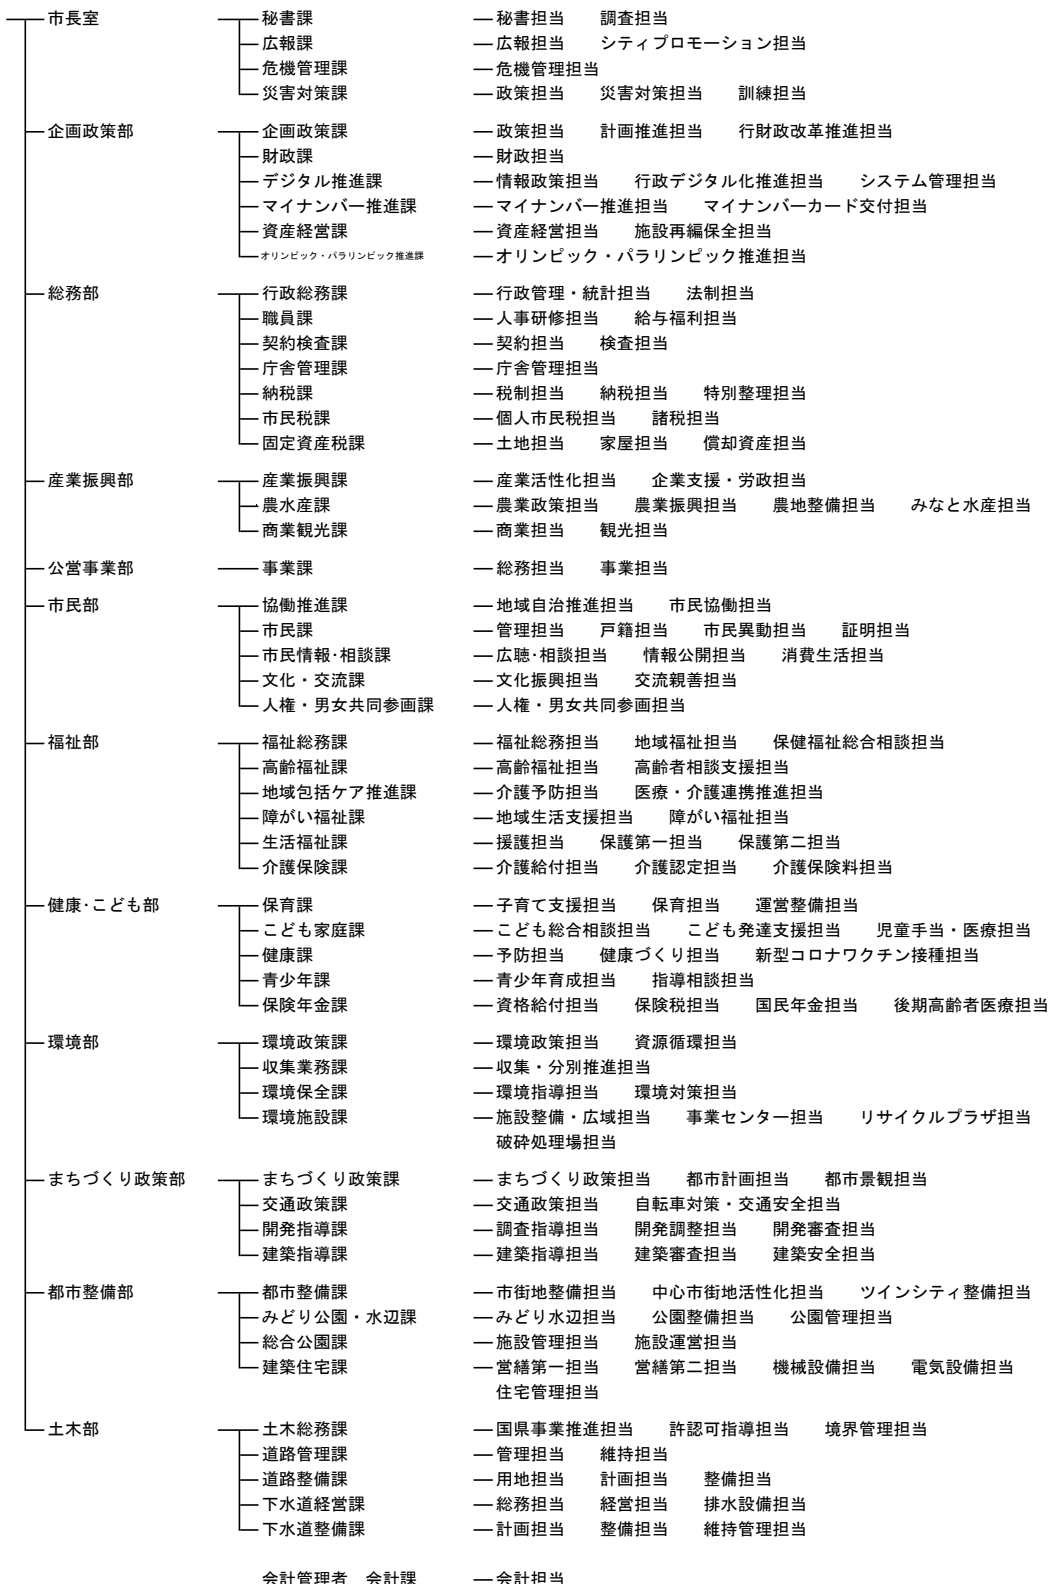 市長室 秘書課 秘書担当 調査担当
広報課 広報担当 シティプロモーション担当
危機管理課 危機管理担当
災害対策課 政策担当 災害対策担当 訓練担当
企画政策部 企画政策課 政策担当 計画推進担当 行財政改革推進担当
財政課 財政担当
デジタル推進課 情報政策担当 行政デジタル化推進担当 システム管理担当
マイナンバー推進課 マイナンバー推進担当 マイナンバーカード交付担当
資産経営課 資産経営担当 施設再編保全担当
オリンピック・パラリンピック推進課 オリンピック・パラリンピック推進担当
総務部 行政総務課 行政管理・統計担当 法制担当
職員課 人事研修担当 給与福利担当
契約検査課 契約担当 検査担当
庁舎管理課 庁舎管理担当
納税課 税制担当 納税担当 特別整理担当
市民税課 個人市民税担当 諸税担当
固定資産税課 土地担当 家屋担当 償却資産担当
産業振興部 産業振興課 産業活性化担当 企業支援・労政担当
農水産課 農業政策担当 農業振興担当 農地整備担当 みなと水産担当
商業観光課 商業担当 観光担当
公営事業部 事業課 総務担当 事業担当
市民部 協働推進課 地域自治推進担当 市民協働担当
市民課 管理担当 戸籍担当 市民異動担当 証明担当
市民情報・相談課 広聴・相談担当 情報公開担当 消費生活担当
文化・交流課 文化振興担当 交流親善担当
人権・男女共同参画課 人権・男女共同参画担当
福祉部 福祉総務課 福祉総務担当 地域福祉担当 保健福祉総合相談担当
高齢福祉課 高齢福祉担当 高齢者相談支援担当
地域包括ケア推進課 介護予防担当 医療・介護連携推進担当
障がい福祉課 地域生活支援担当 障がい福祉担当
生活福祉課 援護担当 保護第一担当 保護第二担当
介護保険課 介護給付担当 介護認定担当 介護保険料担当
健康・こども部 保育課 子育て支援担当 保育担当 運営整備担当
こども家庭課 こども総合相談担当 こども発達支援担当 児童手当・医療担当
健康課 予防担当 健康づくり担当 新型コロナワクチン接種担当
青少年課 青少年育成担当 指導相談担当
保険年金課 資格給付担当 保険税担当 国民年金担当 後期高齢者医療担当
環境部 環境政策課 環境政策担当 資源循環担当
収集業務課 収集・分別推進担当
環境保全課 環境指導担当 環境対策担当
環境施設課 施設整備・広域担当 事業センター担当 リサイクルプラザ担当
破砕処理場担当
まちづくり政策部 まちづくり政策課 まちづくり政策担当 都市計画担当 都市景観担当
交通政策課 交通政策担当 自転車対策・交通安全担当
開発指導課 調査指導担当 開発調整担当 開発審査担当
建築指導課 建築指導担当 建築審査担当 建築安全担当
都市整備部 都市整備課 市街地整備担当 中心市街地活性化担当 ツインシティ整備担当
みどり公園・水辺課 みどり水辺担当 公園整備担当 公園管理担当
総合公園課 施設管理担当 施設運営担当
建築住宅課 営繕第一担当 営繕第二担当 機械設備担当 電気設備担当
住宅管理担当
土木部 土木総務課 国県事業推進担当 許認可指導担当 境界管理担当
道路管理課 管理担当 維持担当
道路整備課 用地担当 計画担当 整備担当
下水道経営課 総務担当 経営担当 排水設備担当
下水道整備課 計画担当 整備担当 維持管理担当
会計管理者 会計課 会計担当